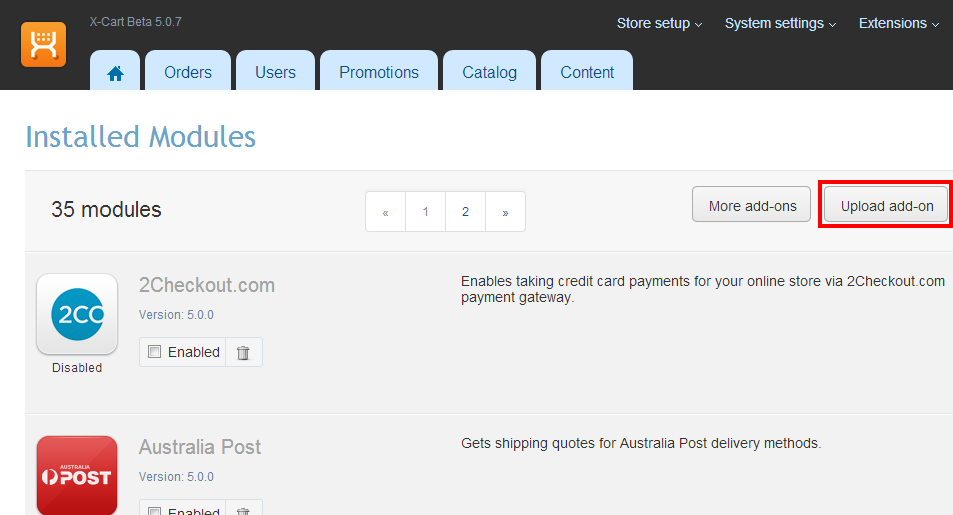 X-Cart Beta 5.0.7
Store setup System settings Extensions
Orders Users Promotions Catalog Content
Installed Modules
35 modules « 1 2 » More add-ons Upload add-on
2CO
2Checkout.com
Version: 5.0.0
Enabled
Disabled
Enables taking credit card payments for your online store via 2Checkout.com
payment gateway.
AUSTRALIA
POST
Australia Post
Version: 5.0.0
Enabled
Gets shipping quotes for Australia Post delivery methods.